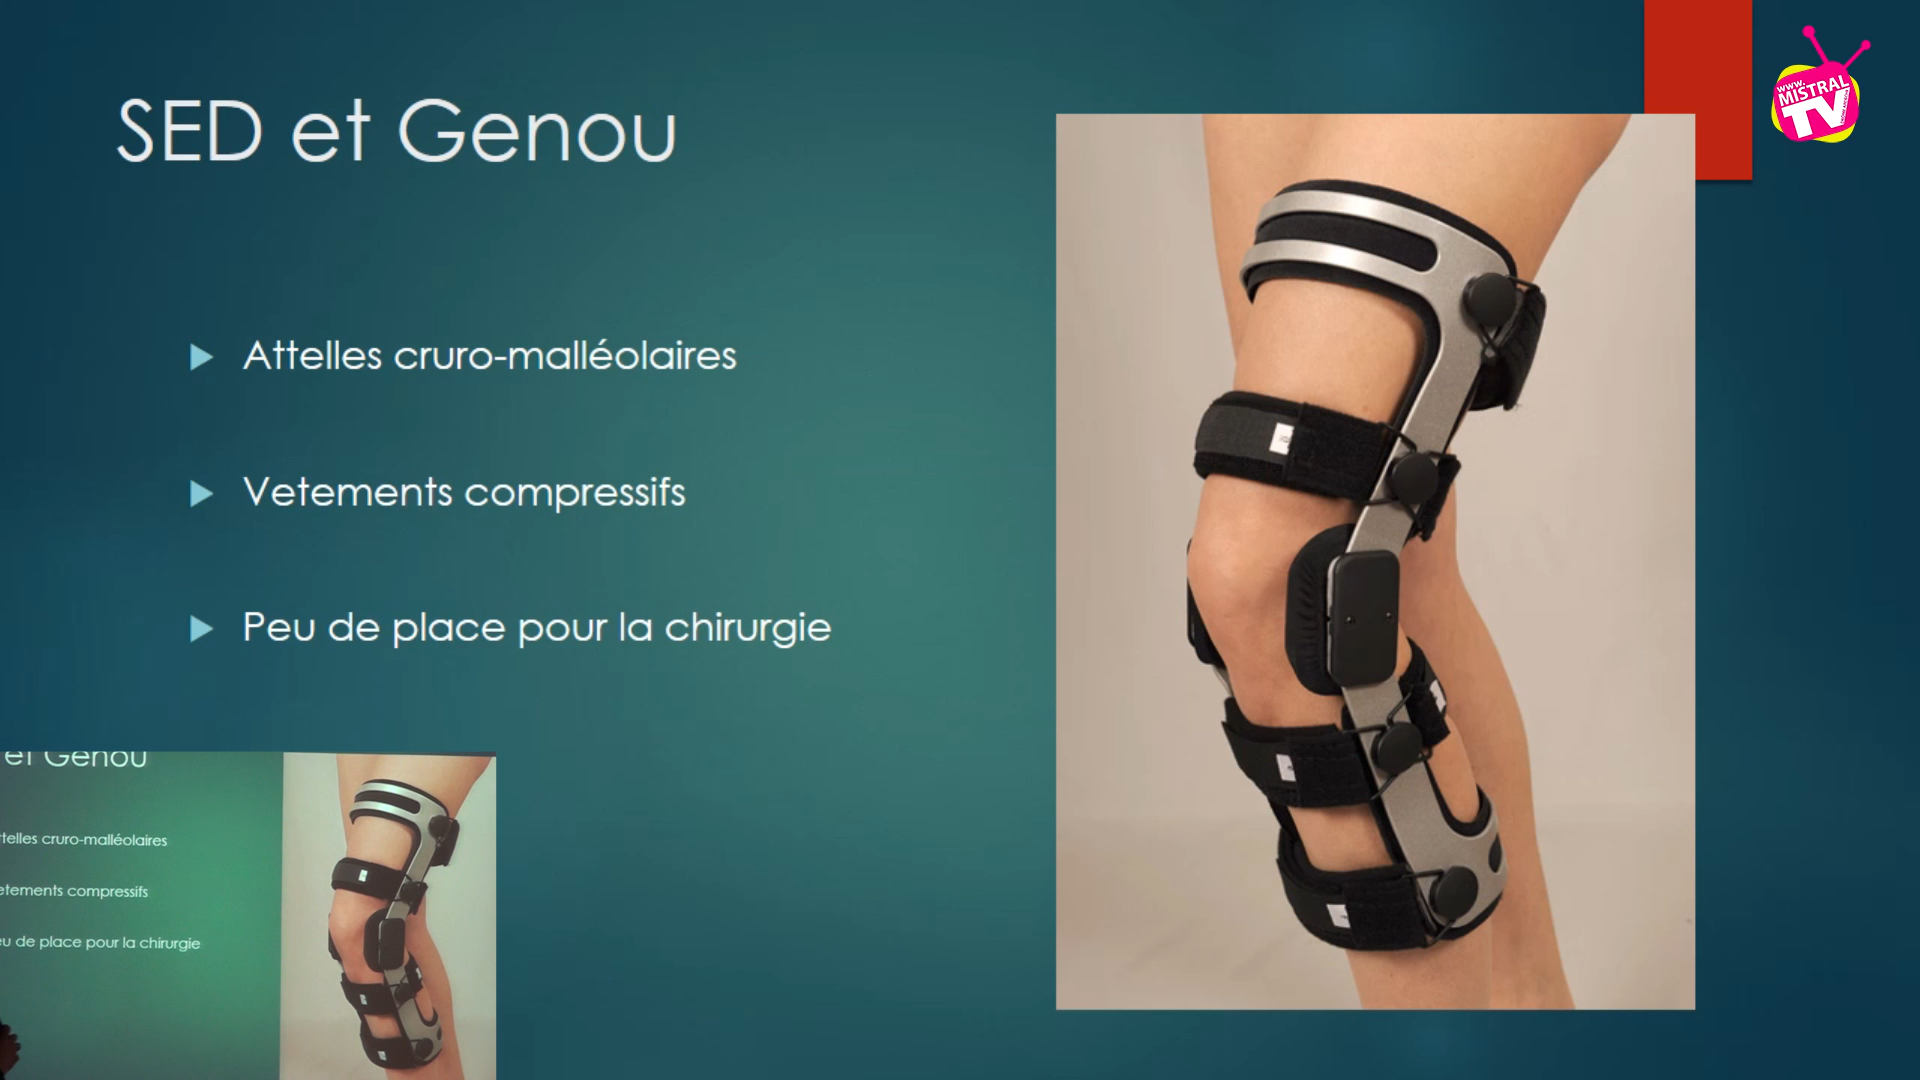 SED et Genou
Attelles cruro-malléolaires
Vetements compressifs
Peu de place pour la chirurgie
www.
MISTRAL
TV
et Genou
ttelles cruro-malléolaires
etements compressifs
eu de place pour la chirurgie